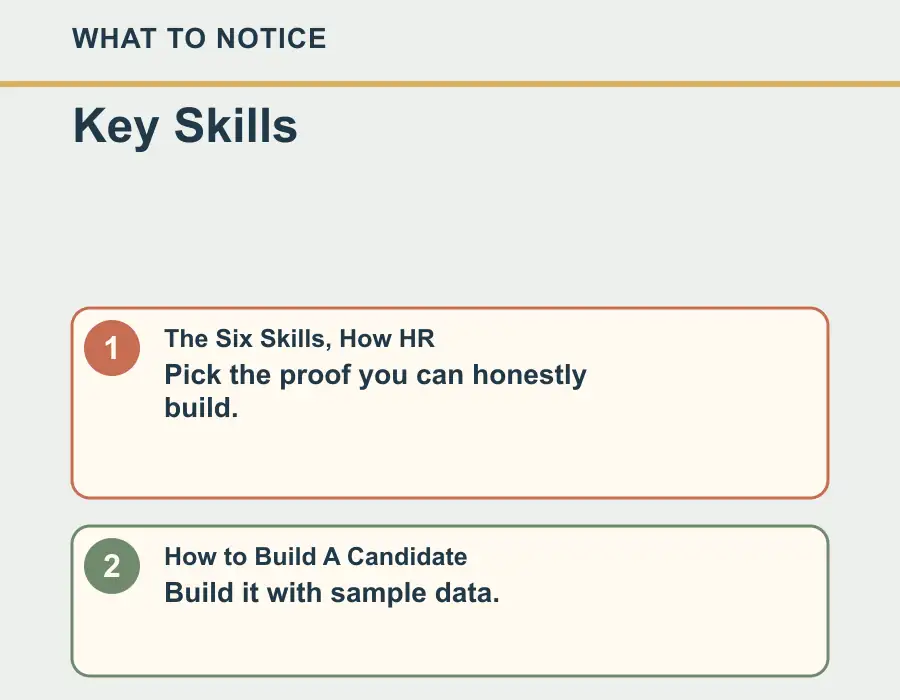 WHAT TO NOTICE
Key Skills
1
The Six Skills, How HR
Pick the proof you can honestly
build.
2
How to Build A Candidate
Build it with sample data.